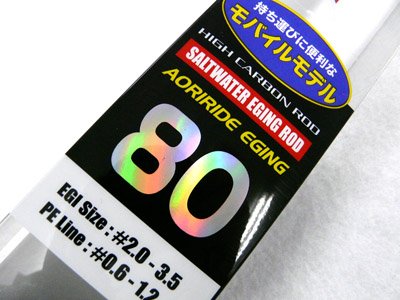 持ち運びに便利な
モバイルモデル
HIGH CARBON ROD
SALTWATER EGING ROD
AORIRIDE EGING
80
EGI Size : #2.0 - 3.5
PE Line : #0.6 - 1.2